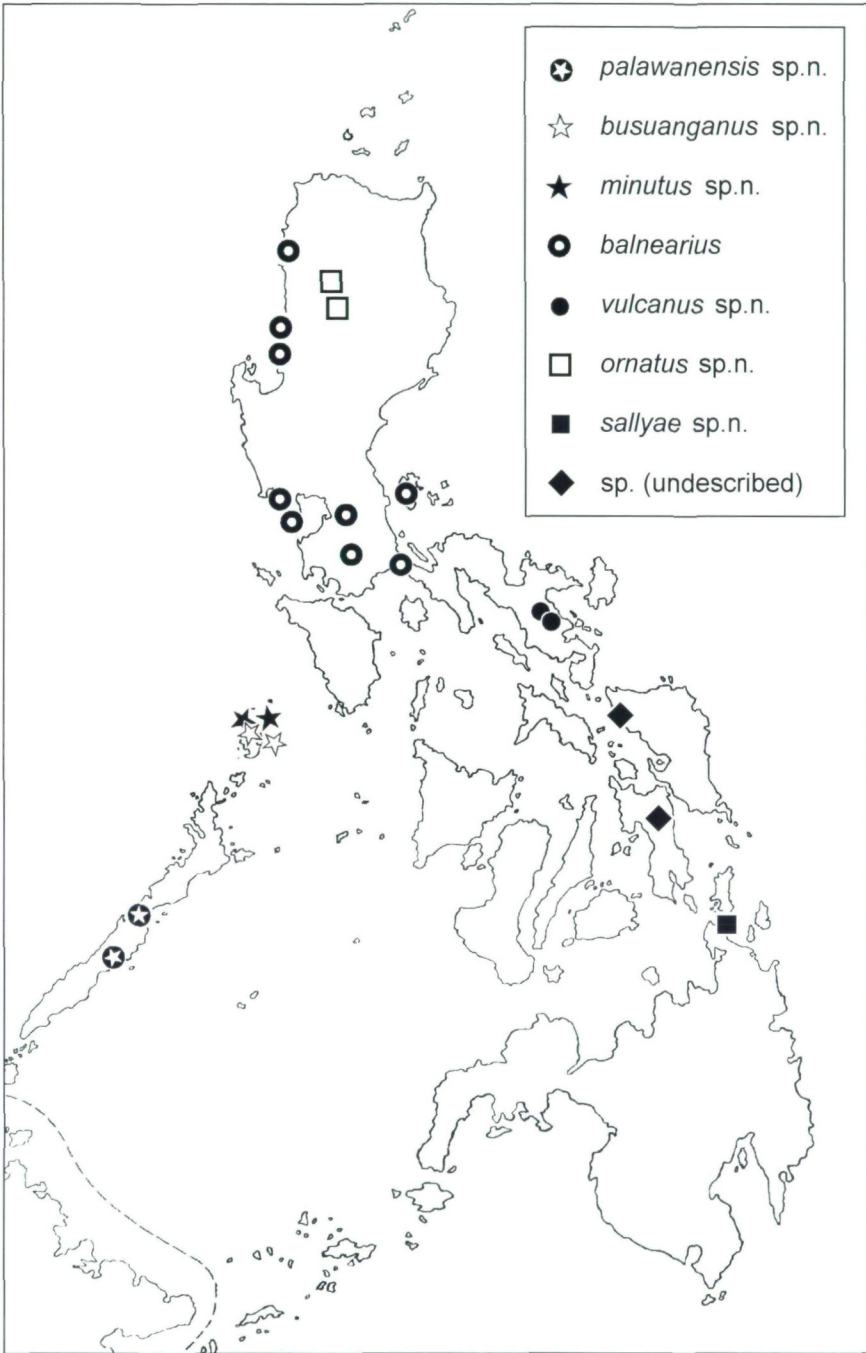 palawanensis sp.n.
busuanganus sp.n.
minutus sp.n.
balnearius
vulcanus sp.n.
ornatus sp.n.
sallyae sp.n.
sp. (undescribed)